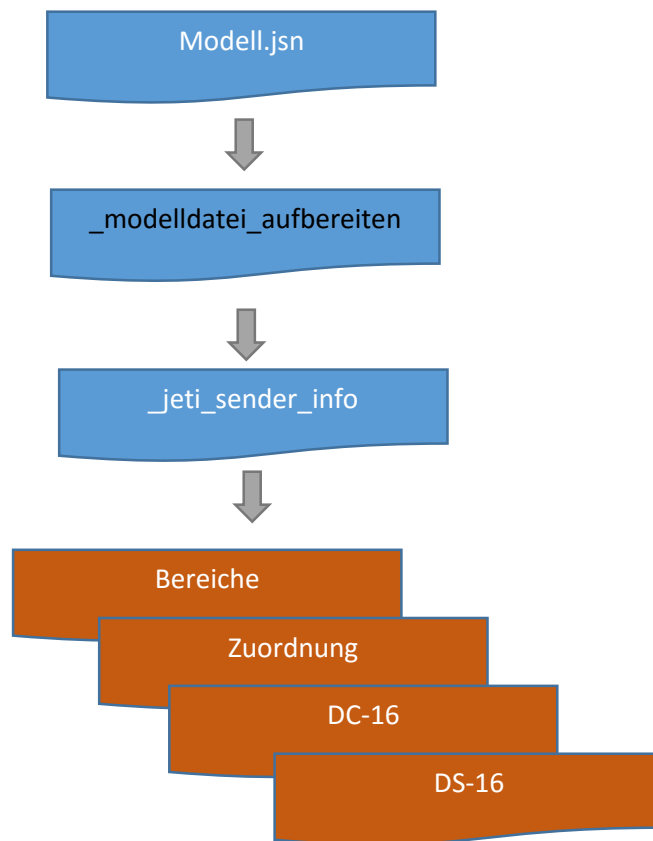 Modell.jsn
_modelldatei_aufbereiten
_jeti_sender_info
Bereiche
Zuordnung
DC-16
DS-16